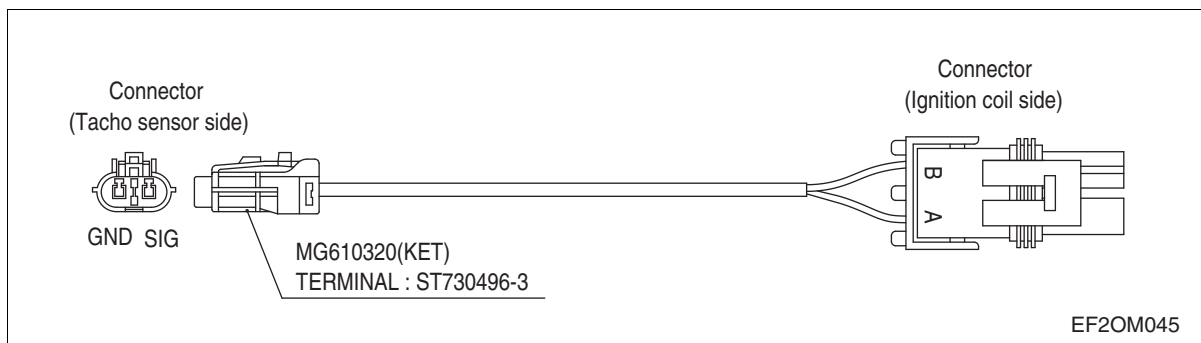 Connector
(Tacho sensor side)
GND SIG
MG610320(KET)
TERMINAL : ST730496-3
Connector
(Ignition coil side)
B
A
EF2OM045